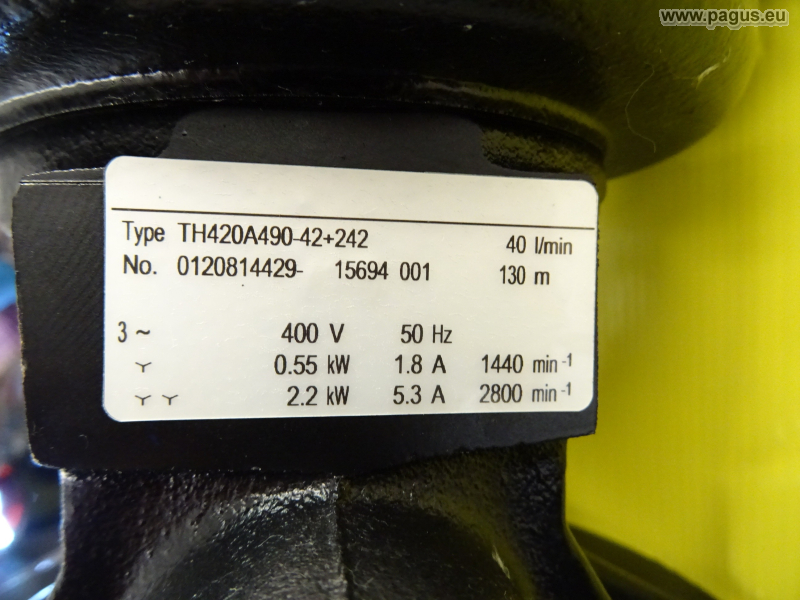 www.pagus.eu
Type TH420A490-42+242 40 l/min
No. 0120814429- 15694 001 130 m
3 ~ 400 V 50 Hz
0.55 kW 1.8 A 1440 min-1
2.2 kW 5.3 A 2800 min-1